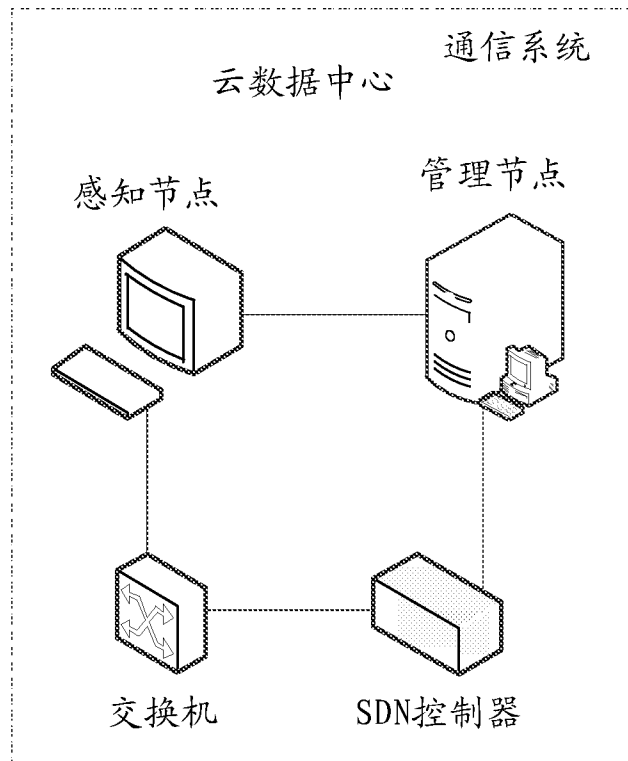 通信系统
云数据中心
感知节点
管理节点
交换机
SDN控制器